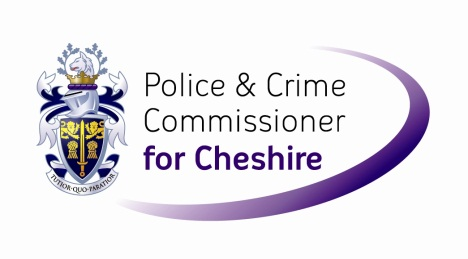 Police & Crime
Commissioner
for Cheshire
TUTIOR·QUO·PARATIOR